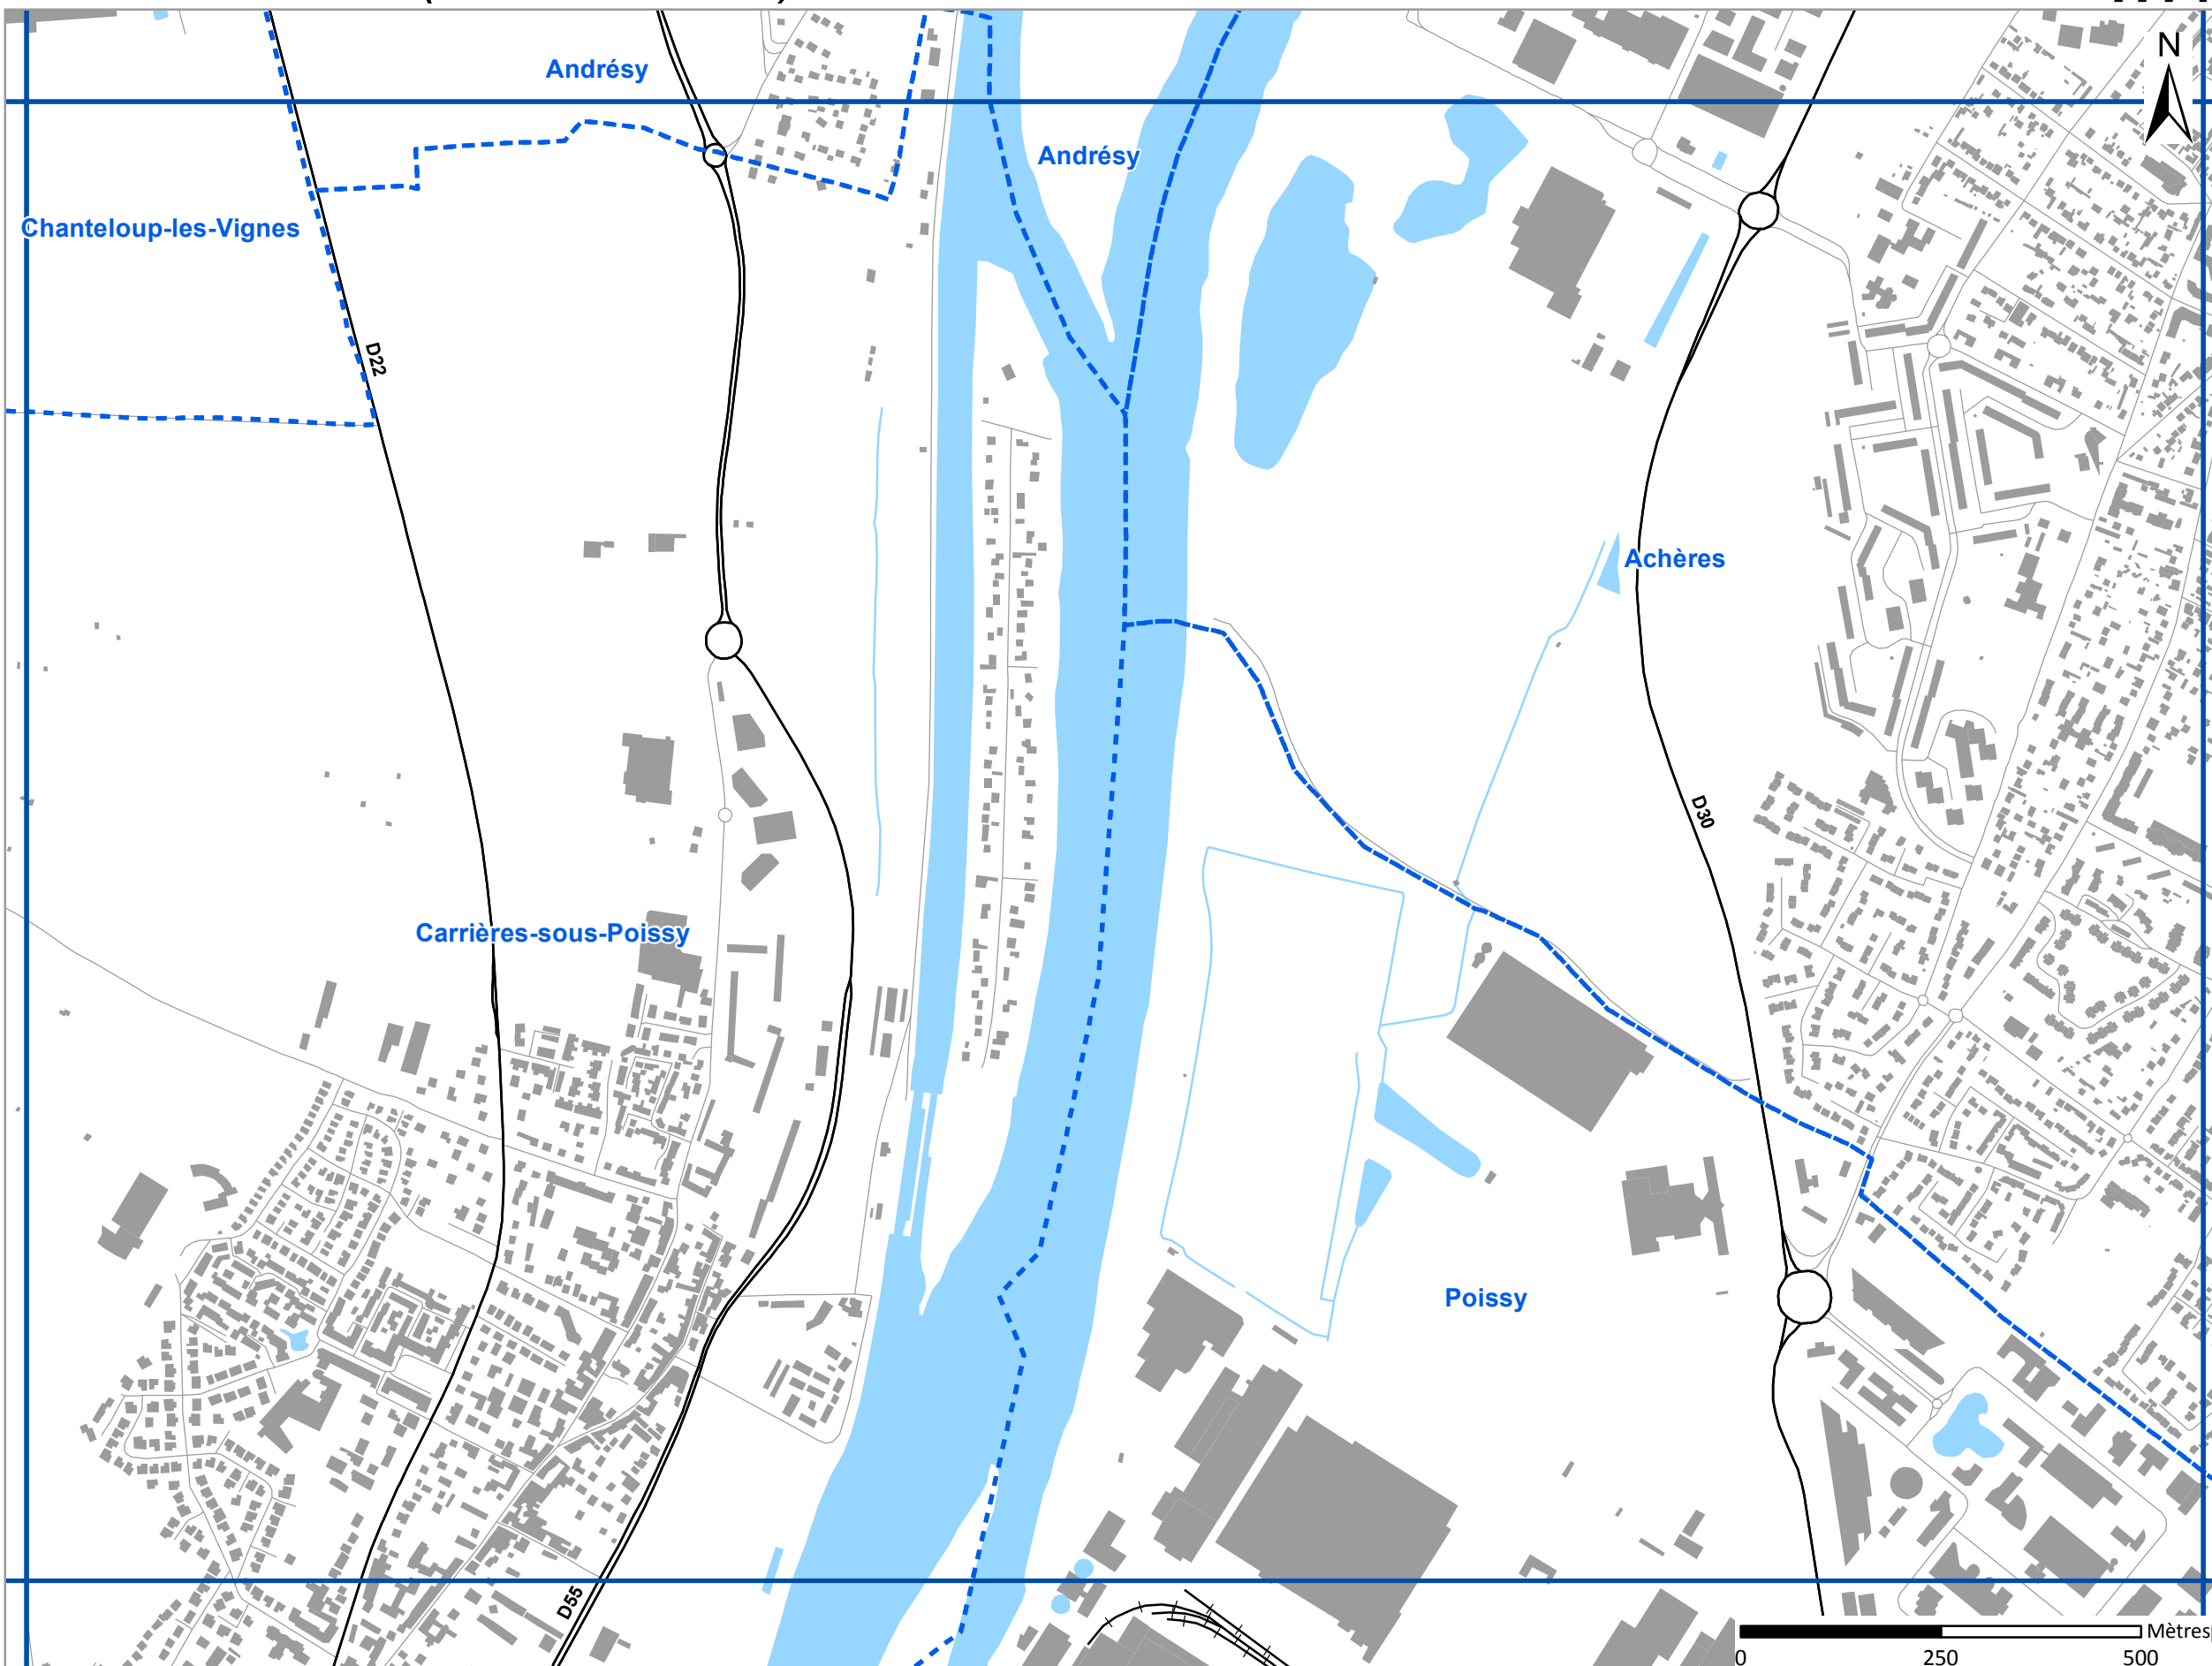 N
Andrésy
Andrésy
Chanteloup-les-Vignes
D22
Achères
D30
Carrières-sous-Poissy
Poissy
D55
Mètres
0 250 500